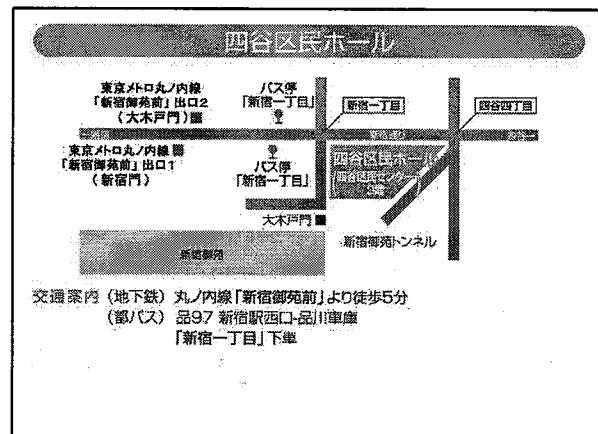 四谷区民ホール
東京メトロ丸ノ内線
「新宿御苑前」出口2
(大木戸門)
バス停
「新宿一丁目」
新宿一丁目
四谷四丁目
新宿通り
東京メトロ丸ノ内線
「新宿御苑前」出口1
(新宿門)
バス停
「新宿一丁目」
四谷区民ホール
四谷区民センター
大木戸門
新宿御苑トンネル
新宿御苑
交通案内 (地下鉄) 丸ノ内線「新宿御苑前」より徒歩5分
(都バス) 品97 新宿駅西口-品川車庫
「新宿一丁目」下車